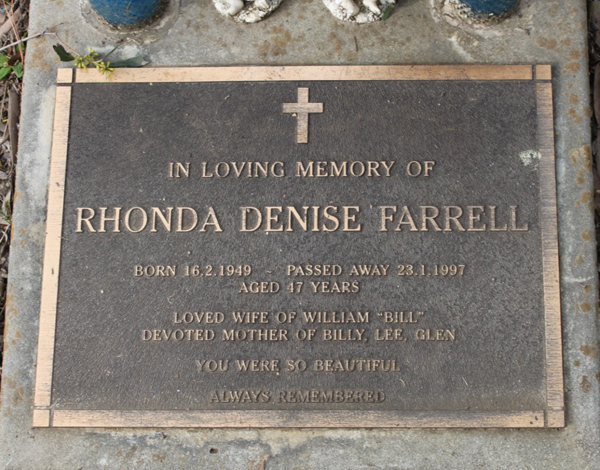 IN LOVING MEMORY OF
RHONDA DENISE FARRELL
BORN 16.2.1949 - PASSED AWAY 23.1.1997
AGED 47 YEARS
LOVED WIFE OF WILLIAM "BILL"
DEVOTED MOTHER OF BILLY, LEE, GLEN
YOU WERE SO BEAUTIFUL
ALWAYS REMEMBERED